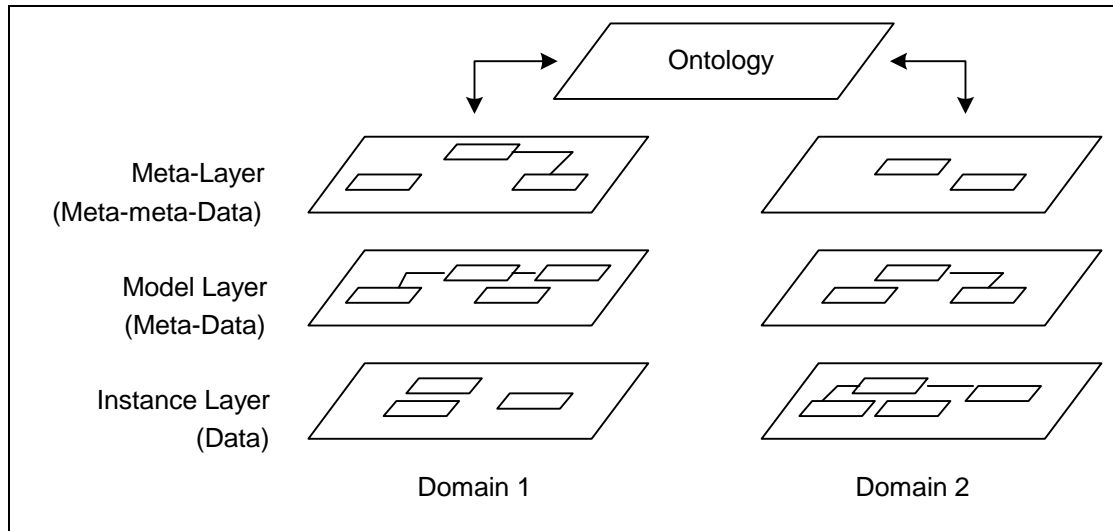 Ontology
Meta-Layer
(Meta-meta-Data)
Model Layer
(Meta-Data)
Instance Layer
(Data)
Domain 1
Domain 2